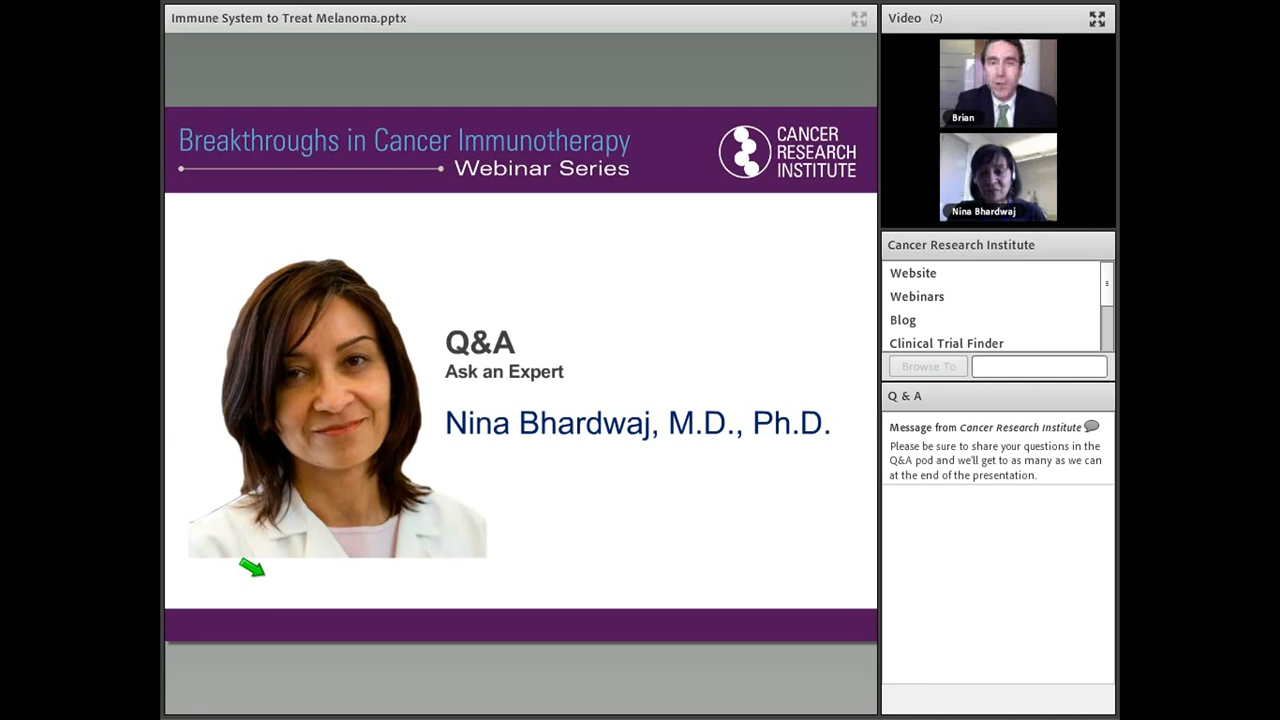 Immune System to Treat Melanoma.pptx
Breakthroughs in Cancer Immunotherapy
Webinar Series
CANCER
RESEARCH
INSTITUTE
Q&A
Ask an Expert
Nina Bhardwaj, M.D., Ph.D.
Video (2)
Brian
Nina Bhardwaj
Cancer Research Institute
Website
Webinars
Blog
Clinical Trial Finder
Browse To
Q & A
Message from Cancer Research Institute
Please be sure to share your questions in the
Q&A pod and we'll get to as many as we can
at the end of the presentation.